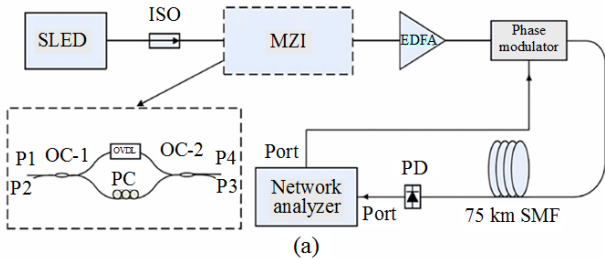 ISO
SLED
MZI
EDFA
Phase
modulator
P1
OC-1
OVDL
OC-2
P4
P2
PC
P3
Port
Network
analyzer
PD
Port
75 km SMF
(a)